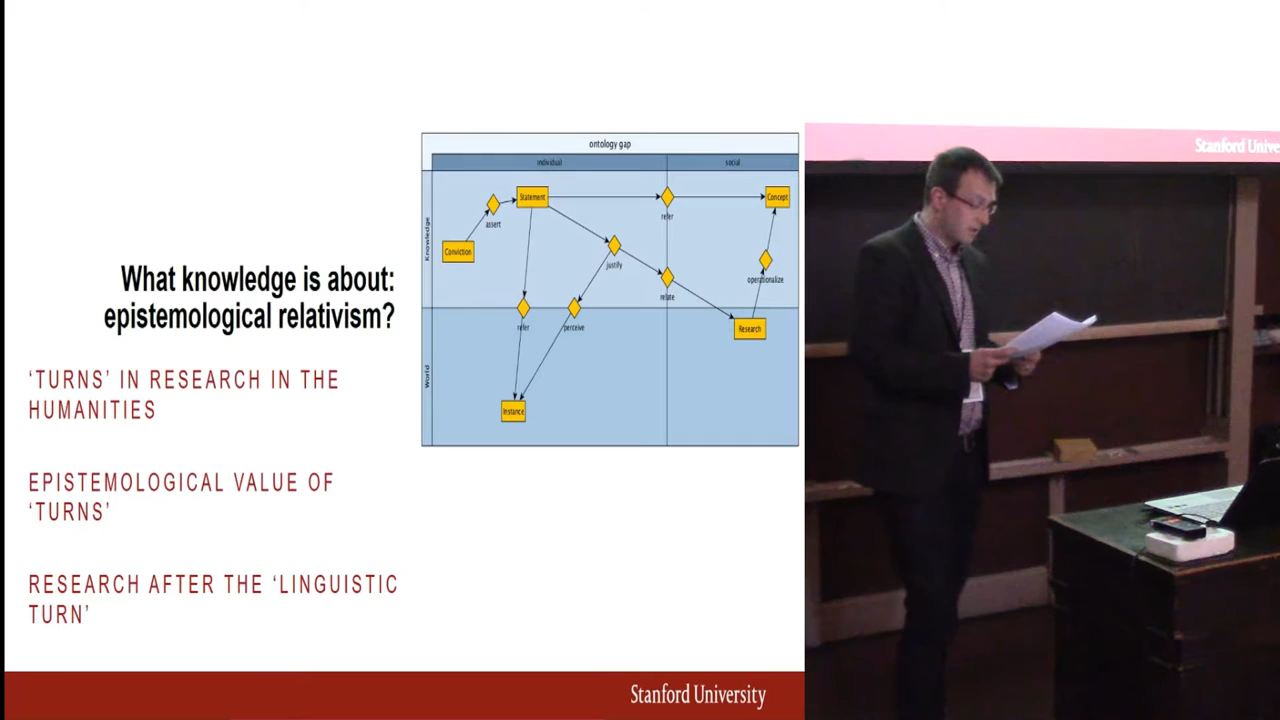 What knowledge is about:
epistemological relativism?
‘TURNS’ IN RESEARCH IN THE
HUMANITIES
EPISTEMOLOGICAL VALUE OF
‘TURNS’
RESEARCH AFTER THE ‘LINGUISTIC
TURN’
ontology gap
individual
social
Knowledge
World
Statement
refer
Concept
assert
Conviction
justify
relate
operationalize
refer
perceive
Research
Instance
Stanford University
Stanford Unive